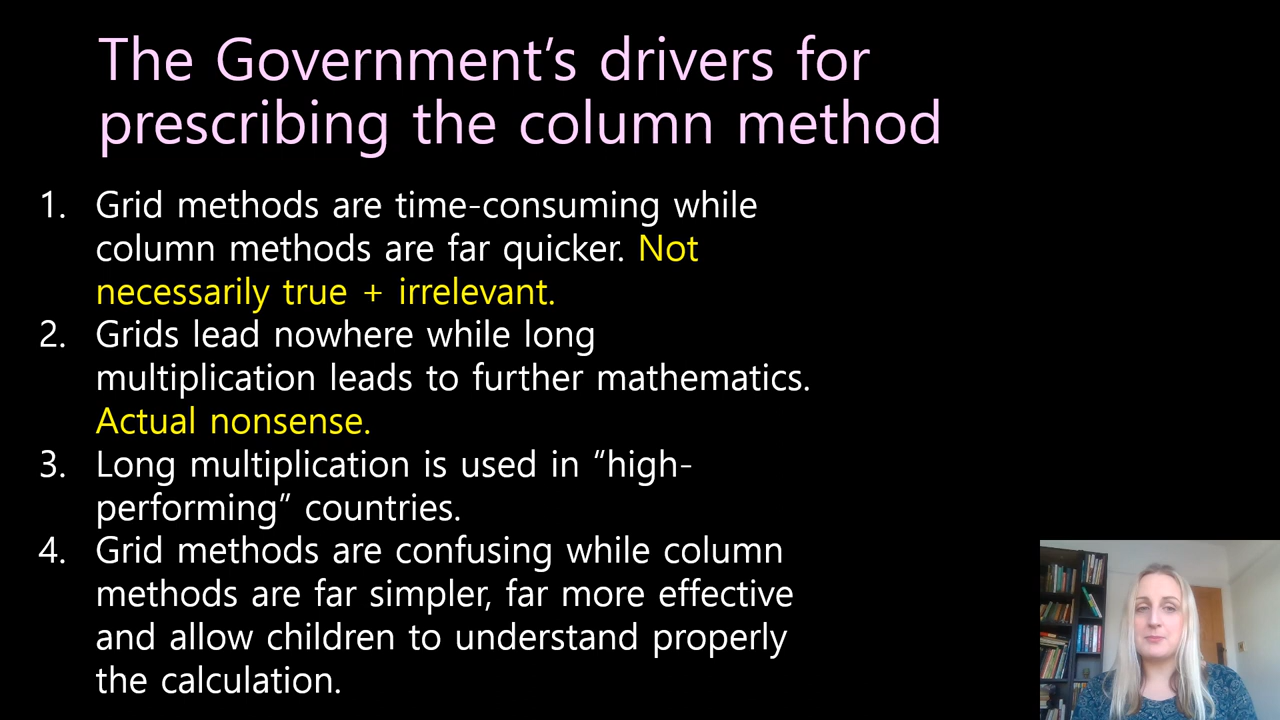 The Government’s drivers for
prescribing the column method
1. Grid methods are time-consuming while
column methods are far quicker. Not
necessarily true + irrelevant.
2. Grids lead nowhere while long
multiplication leads to further mathematics.
Actual nonsense.
3. Long multiplication is used in “high-
performing” countries.
4. Grid methods are confusing while column
methods are far simpler, far more effective
and allow children to understand properly
the calculation.